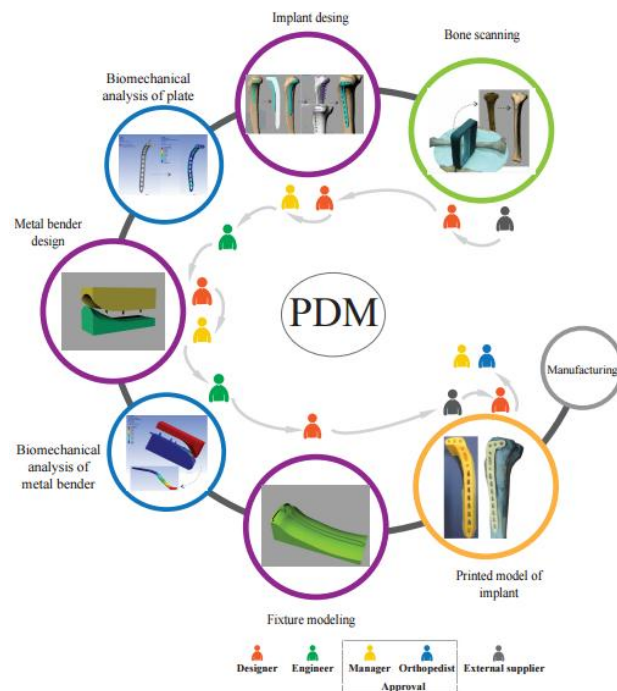 Implant desing
Bone scanning
Biomechanical
analysis of plate
Metal bender
design
PDM
Manufacturing
Biomechanical
analysis of
metal bender
Printed model of
implant
Fixture modeling
Designer
Engineer
Manager
Orthopedist
External supplier
Approval